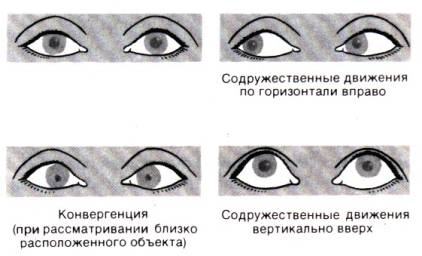 Содружественные движения
по горизонтали вправо
Конвергенция
(при рассматривании близко
расположенного объекта)
Содружественные движения
вертикально вверх